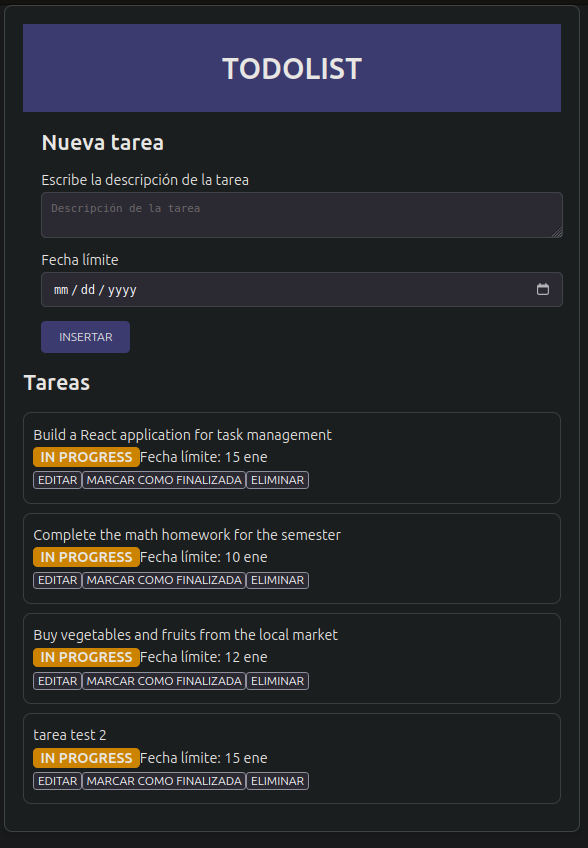 TODOLIST
Nueva tarea
Escribe la descripción de la tarea
Descripción de la tarea
Fecha límite
mm/dd/yyyy
INSERTAR
Tareas
Build a React application for task management
IN PROGRESS Fecha límite: 15 ene
EDITAR MARCAR COMO FINALIZADA ELIMINAR
Complete the math homework for the semester
IN PROGRESS Fecha límite: 10 ene
EDITAR MARCAR COMO FINALIZADA ELIMINAR
Buy vegetables and fruits from the local market
IN PROGRESS Fecha límite: 12 ene
EDITAR MARCAR COMO FINALIZADA ELIMINAR
tarea test 2
IN PROGRESS Fecha límite: 15 ene
EDITAR MARCAR COMO FINALIZADA ELIMINAR